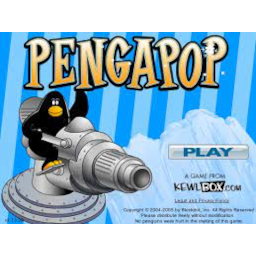 PENGAPOP
PLAY
A GAME FROM
KEWLBOX.COM
Legal and Privacy Policy
Copyright © 2004-2005 by Blockdot, Inc. All Rights Reserved
Please distribute freely without modification
No penguins were hurt in the making of this game.